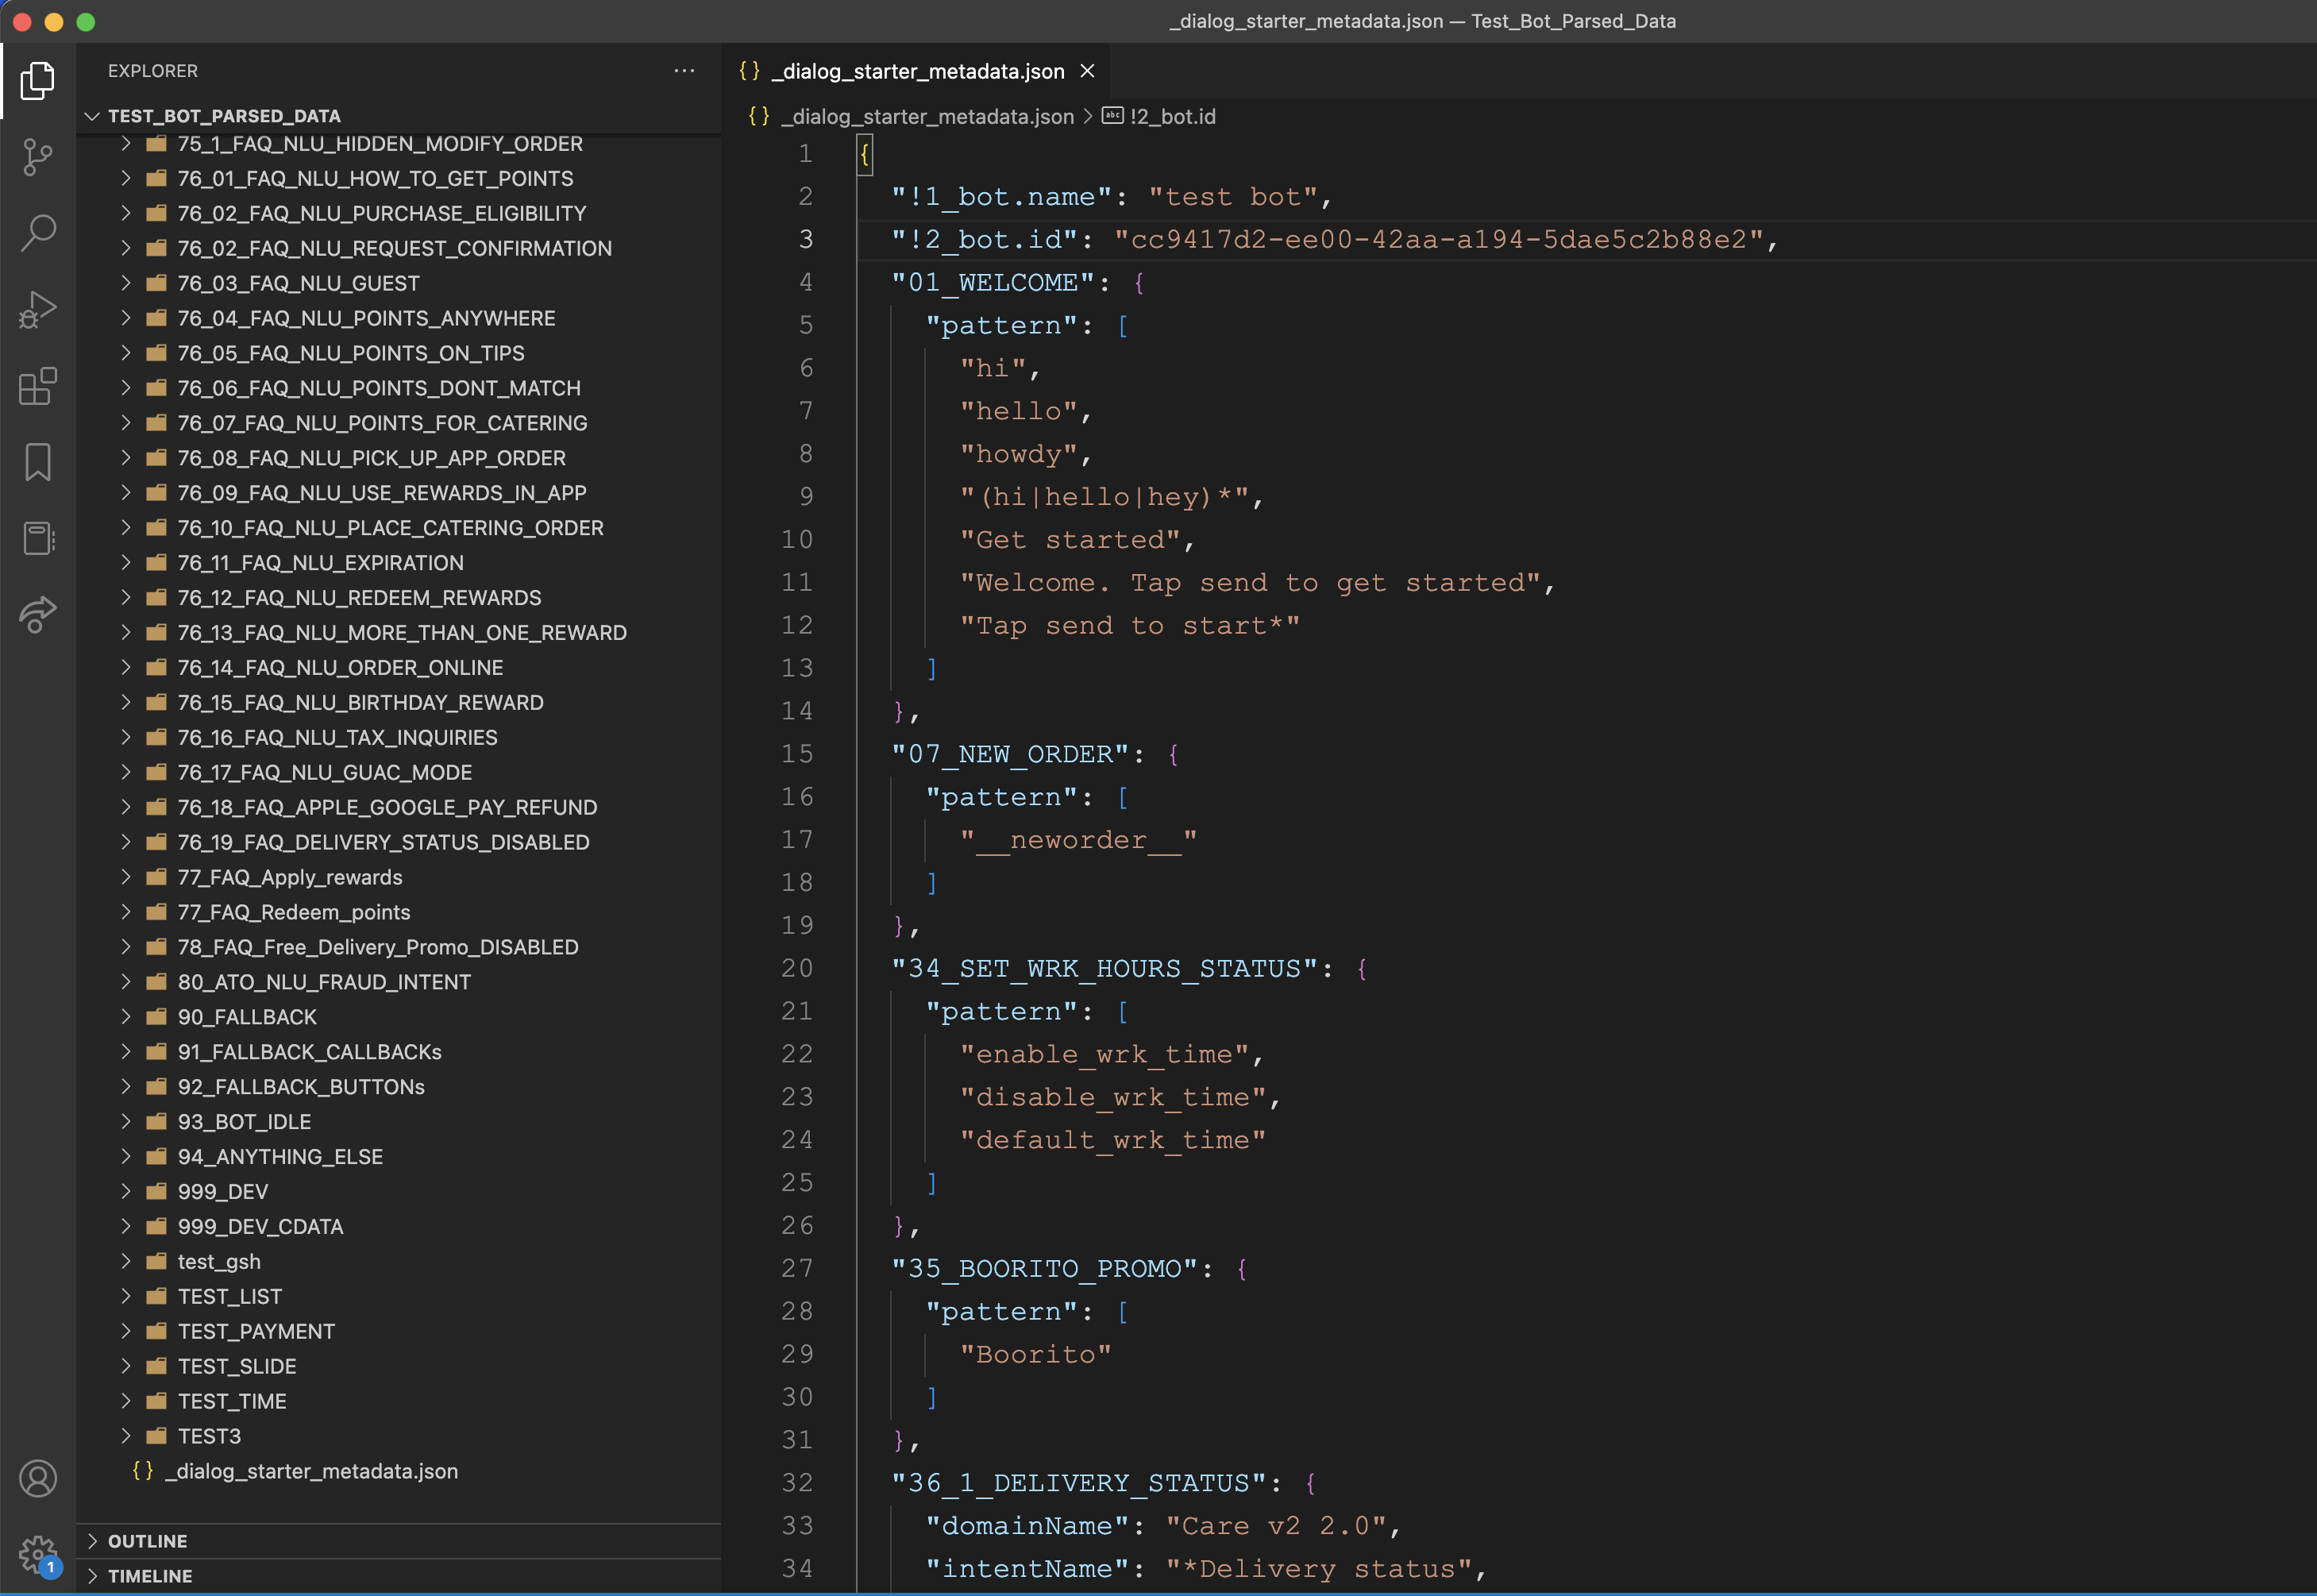 _dialog_starter_metadata.json — Test_Bot_Parsed_Data
EXPLORER
TEST_BOT_PARSED_DATA
75_1_FAQ_NLU_HIDDEN_MODIFY_ORDER
76_01_FAQ_NLU_HOW_TO_GET_POINTS
76_02_FAQ_NLU_PURCHASE_ELIGIBILITY
76_02_FAQ_NLU_REQUEST_CONFIRMATION
76_03_FAQ_NLU_GUEST
76_04_FAQ_NLU_POINTS_ANYWHERE
76_05_FAQ_NLU_POINTS_ON_TIPS
76_06_FAQ_NLU_POINTS_DONT_MATCH
76_07_FAQ_NLU_POINTS_FOR_CATERING
76_08_FAQ_NLU_PICK_UP_APP_ORDER
76_09_FAQ_NLU_USE_REWARDS_IN_APP
76_10_FAQ_NLU_PLACE_CATERING_ORDER
76_11_FAQ_NLU_EXPIRATION
76_12_FAQ_NLU_REDEEM_REWARDS
76_13_FAQ_NLU_MORE_THAN_ONE_REWARD
76_14_FAQ_NLU_ORDER_ONLINE
76_15_FAQ_NLU_BIRTHDAY_REWARD
76_16_FAQ_NLU_TAX_INQUIRIES
76_17_FAQ_NLU_GUAC_MODE
76_18_FAQ_APPLE_GOOGLE_PAY_REFUND
76_19_FAQ_DELIVERY_STATUS_DISABLED
77_FAQ_Apply_rewards
77_FAQ_Redeem_points
78_FAQ_Free_Delivery_Promo_DISABLED
80_ATO_NLU_FRAUD_INTENT
90_FALLBACK
91_FALLBACK_CALLBACKs
92_FALLBACK_BUTTONs
93_BOT_IDLE
94_ANYTHING_ELSE
999_DEV
999_DEV_CDATA
test_gsh
TEST_LIST
TEST_PAYMENT
TEST_SLIDE
TEST_TIME
TEST3
{} _dialog_starter_metadata.json
OUTLINE
TIMELINE
1
{} _dialog_starter_metadata.json
{} _dialog_starter_metadata.json > abc !2_bot.id
1 {
2 "!1_bot.name": "test bot",
3 "!2_bot.id": "cc9417d2-ee00-42aa-a194-5dae5c2b88e2",
4 "01_WELCOME": {
5 "pattern": [
6 "hi",
7 "hello",
8 "howdy",
9 "(hi|hello|hey)*",
10 "Get started",
11 "Welcome. Tap send to get started",
12 "Tap send to start*"
13 ]
14 },
15 "07_NEW_ORDER": {
16 "pattern": [
17 "__neworder__"
18 ]
19 },
20 "34_SET_WRK_HOURS_STATUS": {
21 "pattern": [
22 "enable_wrk_time",
23 "disable_wrk_time",
24 "default_wrk_time"
25 ]
26 },
27 "35_BOORITO_PROMO": {
28 "pattern": [
29 "Boorito"
30 ]
31 },
32 "36_1_DELIVERY_STATUS": {
33 "domainName": "Care v2 2.0",
34 "intentName": "*Delivery status",